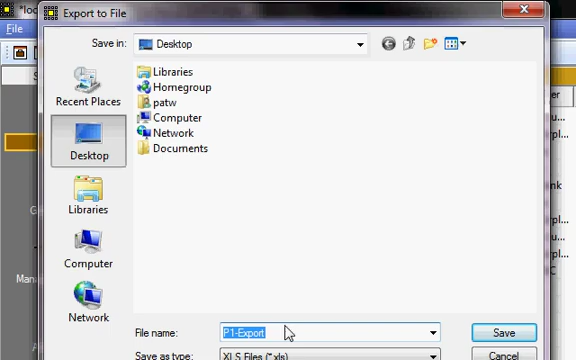 *loc
Export to File
File
Save in:
Desktop
Recent Places
Desktop
Libraries
Computer
Network
Libraries
Homegroup
patw
Computer
Network
Documents
File name:
P1-Export
Save
Save as type:
XLS Files (*.xls)
Cancel